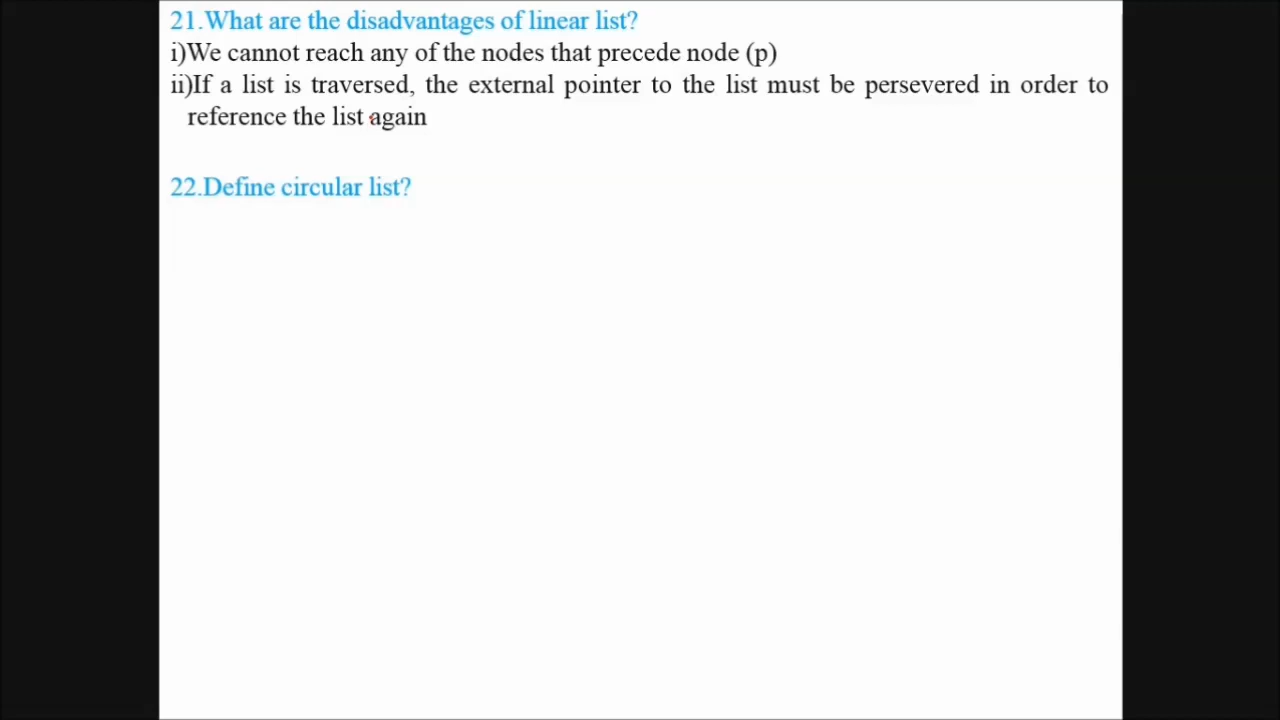 21.What are the disadvantages of linear list?
i)We cannot reach any of the nodes that precede node (p)
ii)If a list is traversed, the external pointer to the list must be persevered in order to
reference the list again
22.Define circular list?